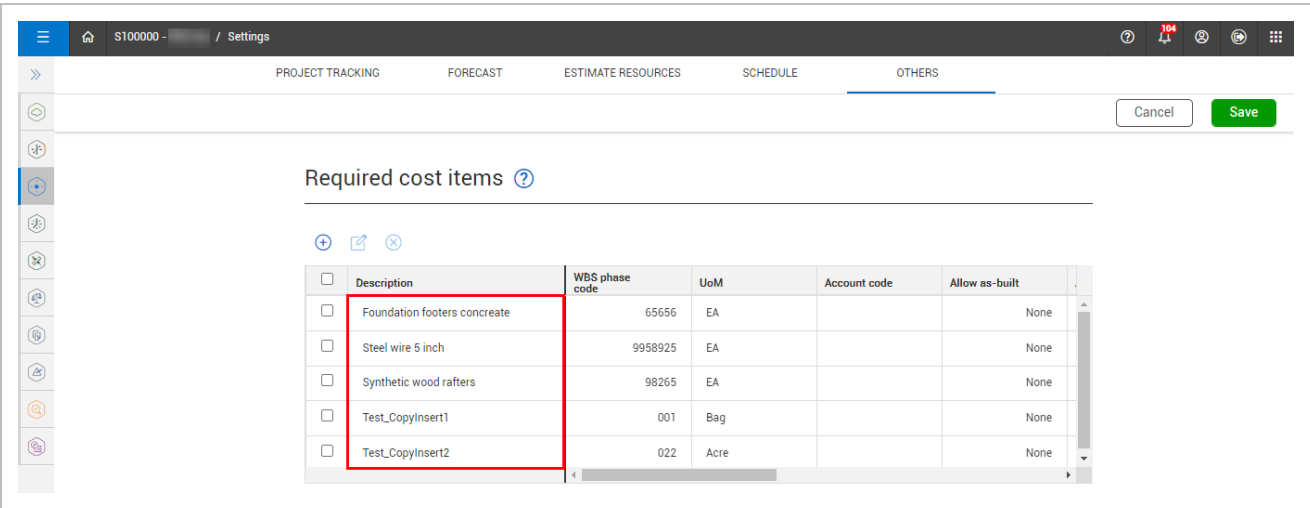 S100000 - / Settings
104
PROJECT TRACKING FORECAST ESTIMATE RESOURCES SCHEDULE OTHERS
Cancel Save
Required cost items ?
Description WBS phase code UoM Account code Allow as-built
Foundation footers concreate 65656 EA None
Steel wire 5 inch 9958925 EA None
Synthetic wood rafters 98265 EA None
Test_CopyInsert1 001 Bag None
Test_CopyInsert2 022 Acre None